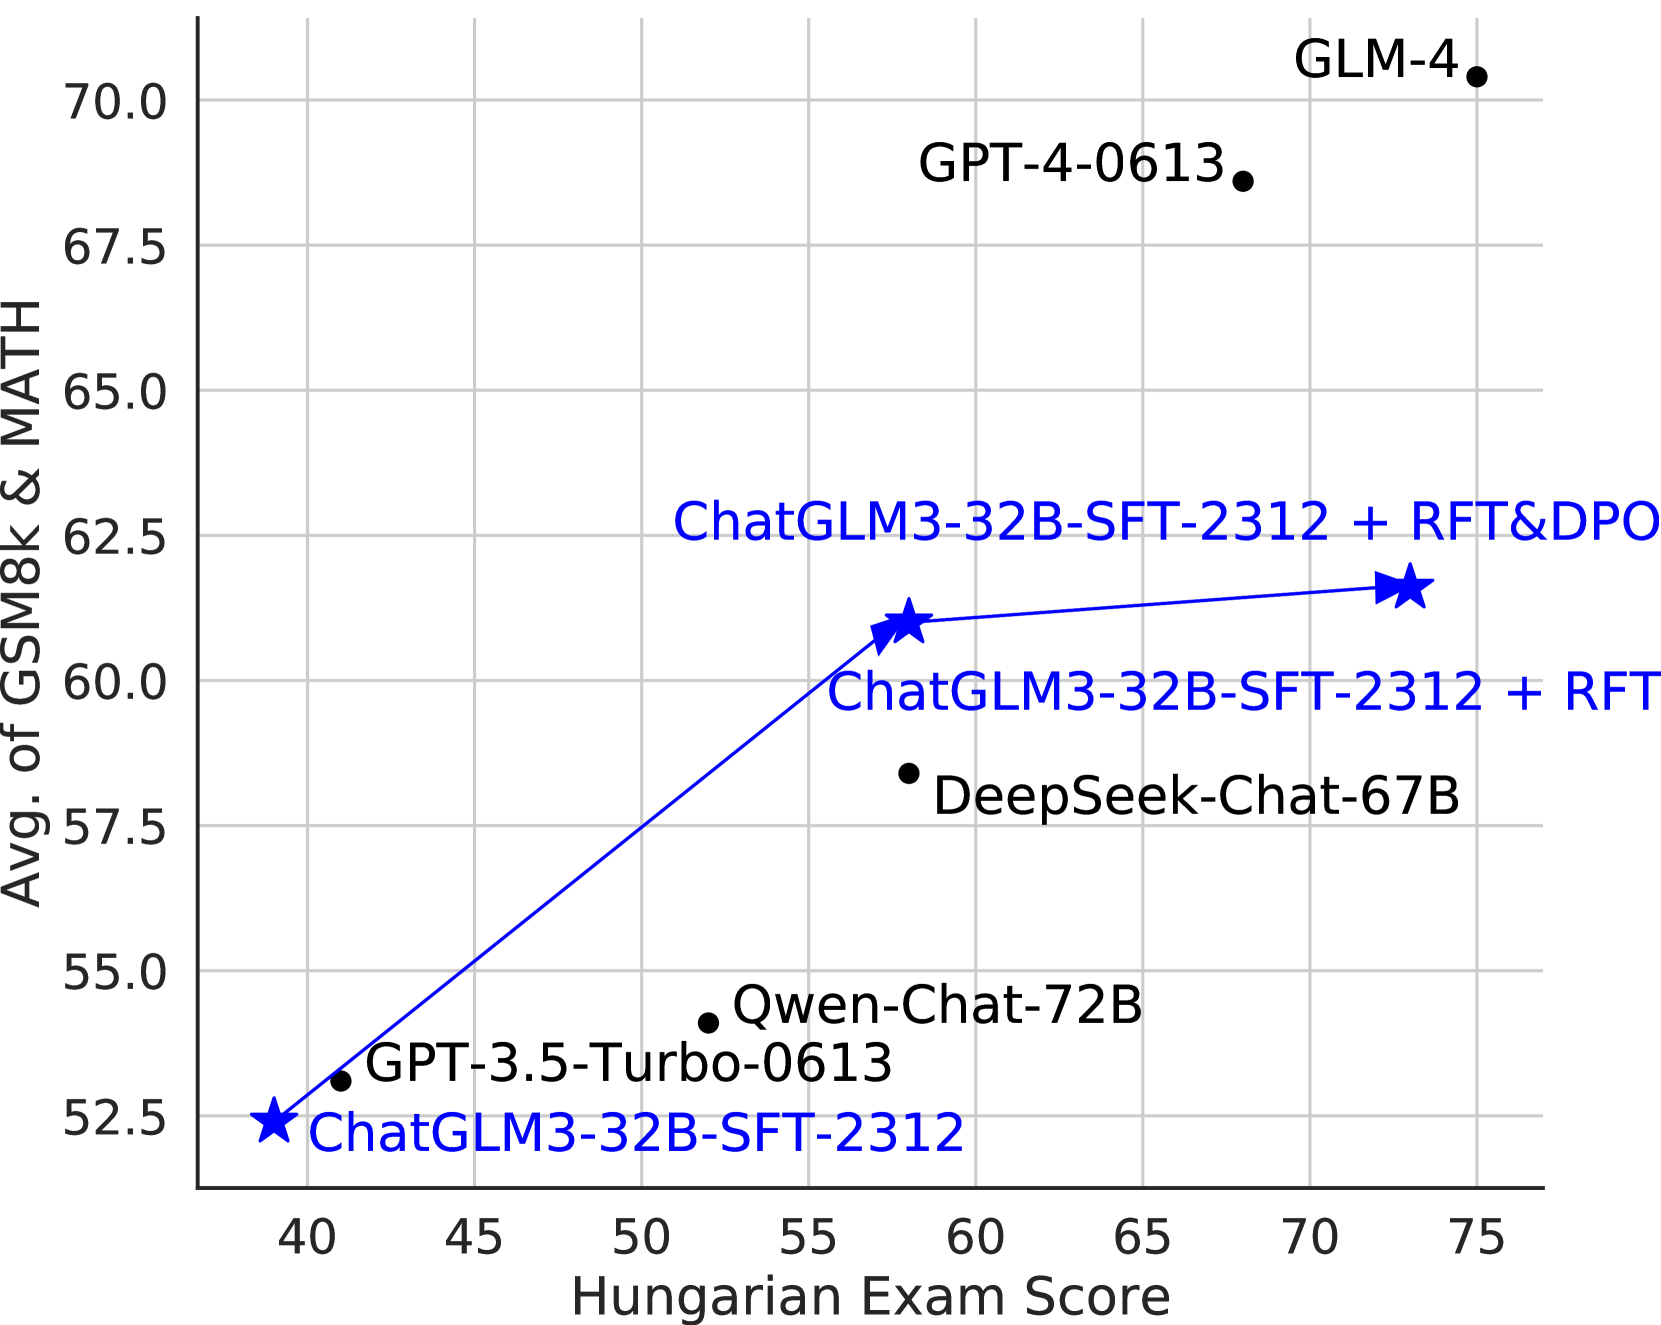 GLM-4
70.0
GPT-4-0613
67.5
65.0
ChatGLM3-32B-SFT-2312 + RFT&DPO
62.5
60.0
ChatGLM3-32B-SFT-2312 + RFT
DeepSeek-Chat-67B
57.5
55.0
Qwen-Chat-72B
GPT-3.5-Turbo-0613
52.5
ChatGLM3-32B-SFT-2312
Avg. of GSM8k & MATH
40 45 50 55 60 65 70 75
Hungarian Exam Score